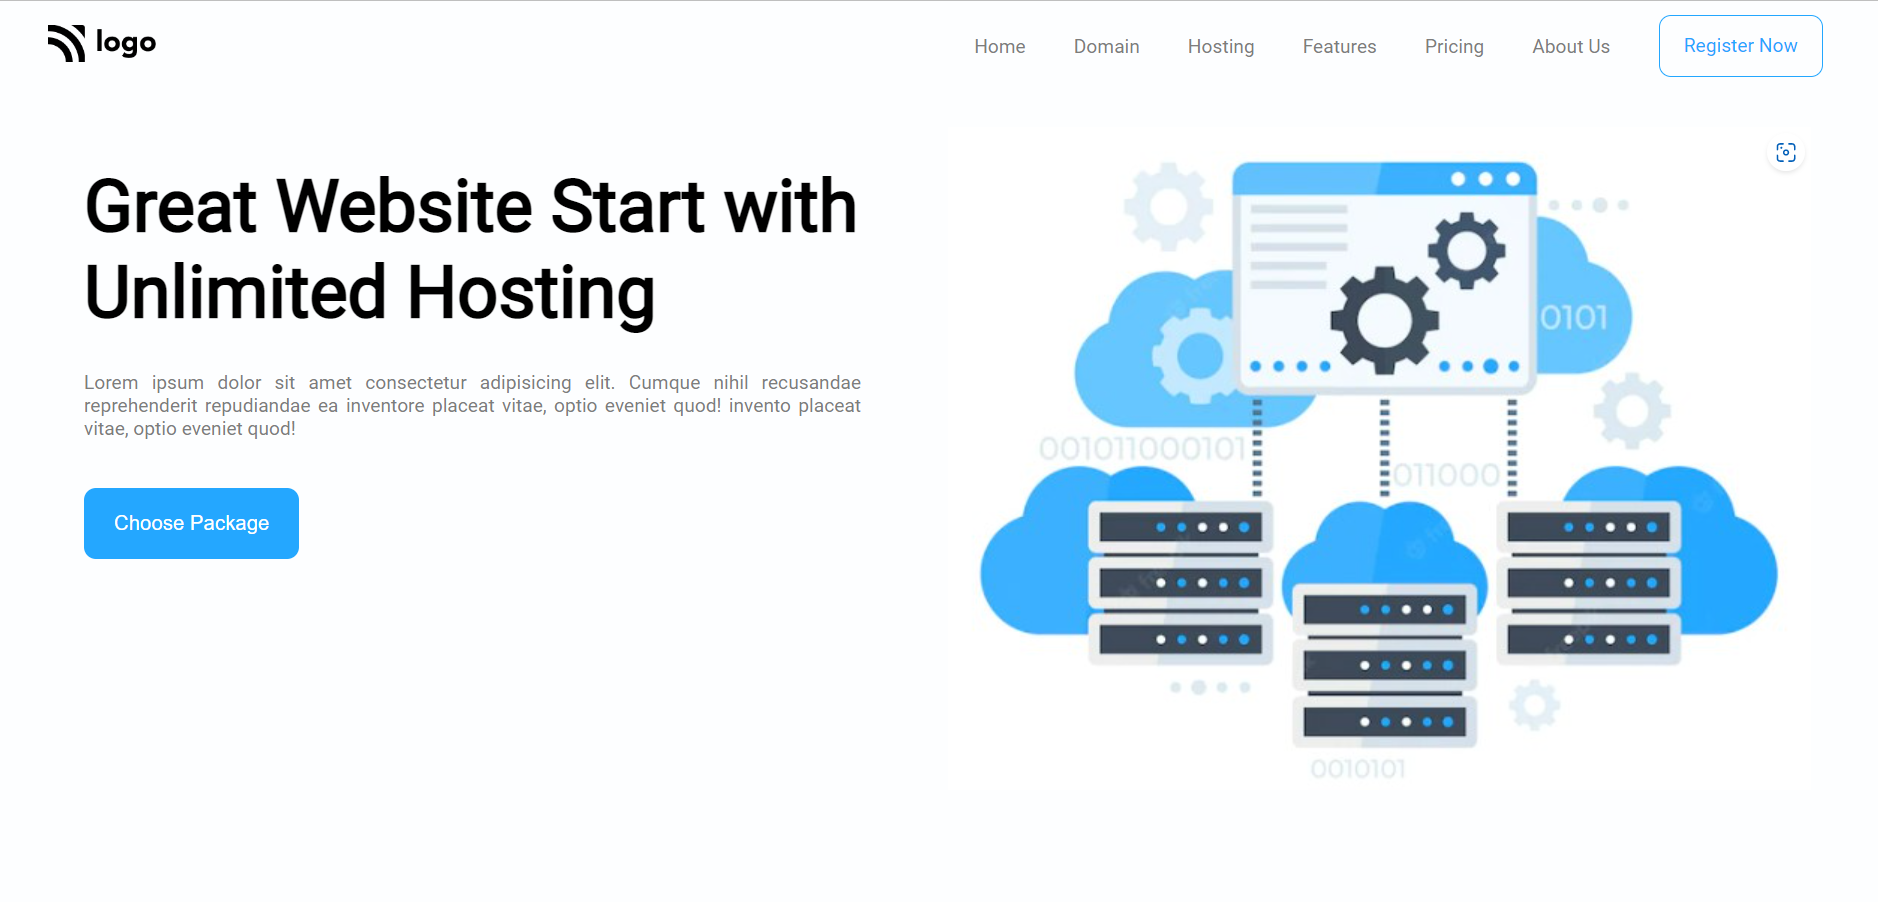 logo
Home Domain Hosting Features Pricing About Us Register Now
Great Website Start with
Unlimited Hosting
Lorem ipsum dolor sit amet consectetur adipisicing elit. Cumque nihil recusandae
reprehenderit repudiandae ea inventore placeat vitae, optio eveniet quod! invento placeat
vitae, optio eveniet quod!
Choose Package
0101
001011000101
011000
0010101